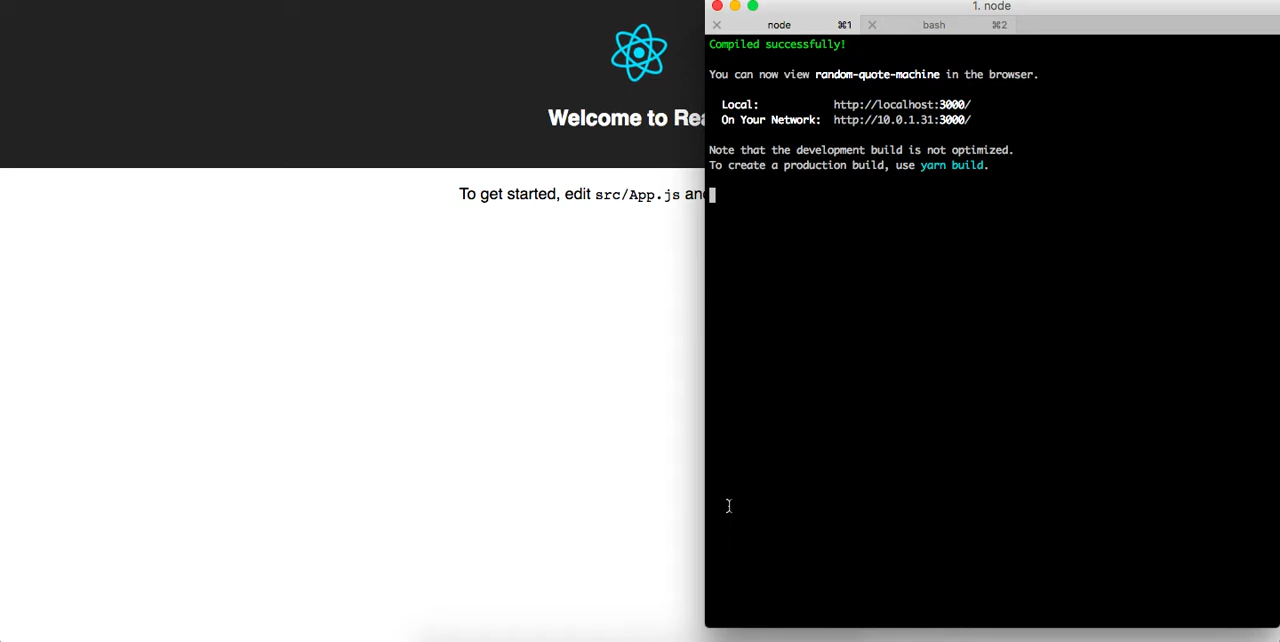 Welcome to Rea
To get started, edit src/App.js and
1. node
node ⌘1 bash ⌘2
Compiled successfully!
You can now view random-quote-machine in the browser.
Local: http://localhost:3000/
On Your Network: http://10.0.1.31:3000/
Note that the development build is not optimized.
To create a production build, use yarn build.